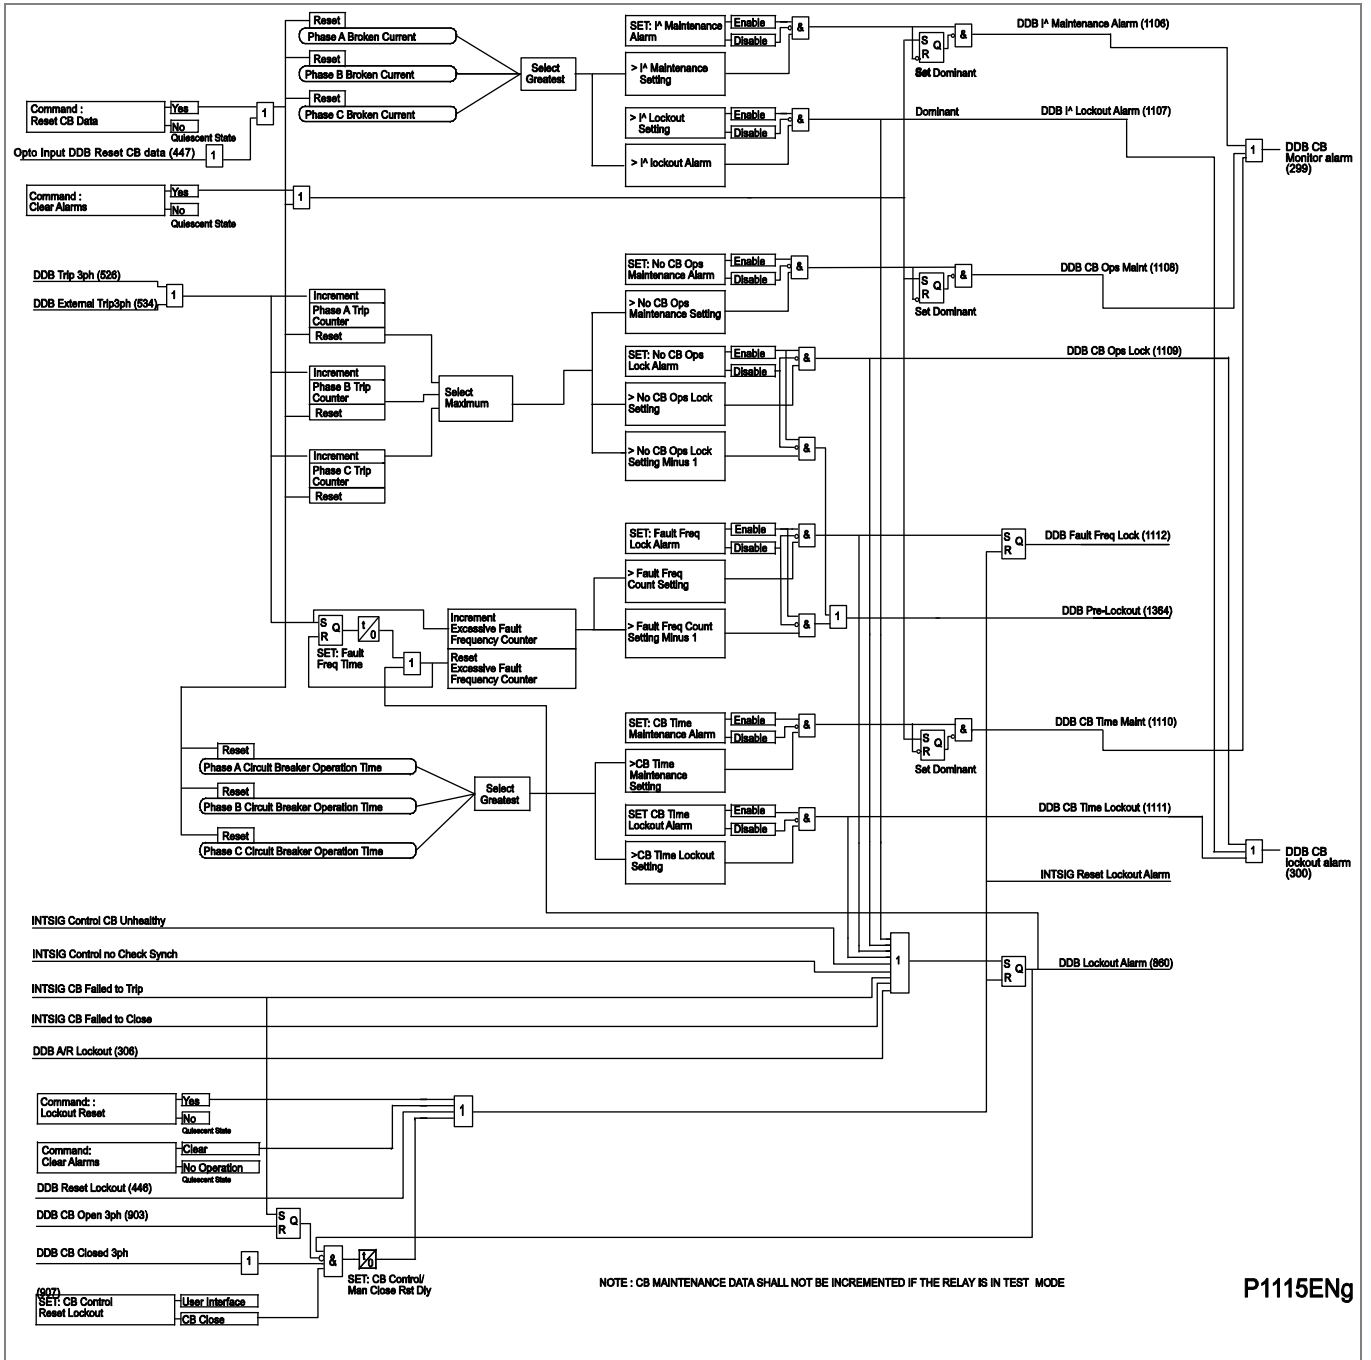 Reset
Phase A Broken Current
Reset
Phase B Broken Current
Reset
Phase C Broken Current
Select
Greatest
SET: I^ Maintenance
Alarm
Enable
Disable
&
> I^ Maintenance
Setting
S
R
Q
&
Set Dominant
DDB I^ Maintenance Alarm (1106)
> I^ Lockout
Setting
Enable
Disable
&
> I^ lockout Alarm
Dominant
DDB I^ Lockout Alarm (1107)
Command :
Reset CB Data
Yes
No
Quiescent State
1
Opto Input DDB Reset CB data (447)
1
1
DDB CB
Monitor alarm
(299)
Command :
Clear Alarms
Yes
No
Quiescent State
1
DDB Trip 3ph (526)
DDB External Trip3ph (534)
1
Increment
Phase A Trip
Counter
Reset
Increment
Phase B Trip
Counter
Reset
Increment
Phase C Trip
Counter
Reset
Select
Maximum
SET: No CB Ops
Maintenance Alarm
Enable
Disable
&
> No CB Ops
Maintenance Setting
S
R
Q
&
Set Dominant
DDB CB Ops Maint (1108)
SET: No CB Ops
Lock Alarm
Enable
Disable
&
> No CB Ops Lock
Setting
> No CB Ops Lock
Setting Minus 1
&
DDB CB Ops Lock (1109)
SET: Fault Freq
Lock Alarm
Enable
Disable
&
> Fault Freq
Count Setting
> Fault Freq Count
Setting Minus 1
&
1
S
R
Q
DDB Fault Freq Lock (1112)
DDB Pre-Lockout (1364)
S
R
Q
t
0
SET: Fault
Freq Time
1
Increment
Excessive Fault
Frequency Counter
Reset
Excessive Fault
Frequency Counter
SET: CB Time
Maintenance Alarm
Enable
Disable
&
>CB Time
Maintenance
Setting
S
R
Q
&
Set Dominant
DDB CB Time Maint (1110)
Reset
Phase A Circuit Breaker Operation Time
Reset
Phase B Circuit Breaker Operation Time
Reset
Phase C Circuit Breaker Operation Time
Select
Greatest
SET CB Time
Lockout Alarm
Enable
Disable
&
>CB Time Lockout
Setting
DDB CB Time Lockout (1111)
1
DDB CB
lockout alarm
(300)
INTSIG Reset Lockout Alarm
INTSIG Control CB Unhealthy
INTSIG Control no Check Synch
INTSIG CB Failed to Trip
INTSIG CB Failed to Close
DDB A/R Lockout (306)
1
S
R
Q
DDB Lockout Alarm (860)
Command: :
Lockout Reset
Yes
No
Quiescent State
1
Command:
Clear Alarms
Clear
No Operation
Quiescent State
DDB Reset Lockout (446)
DDB CB Open 3ph (903)
S
R
Q
DDB CB Closed 3ph
1
&
t
0
SET: CB Control/
Man Close Rst Dly
(907)
SET: CB Control
Reset Lockout
User Interface
CB Close
NOTE : CB MAINTENANCE DATA SHALL NOT BE INCREMENTED IF THE RELAY IS IN TEST MODE
P1115ENg